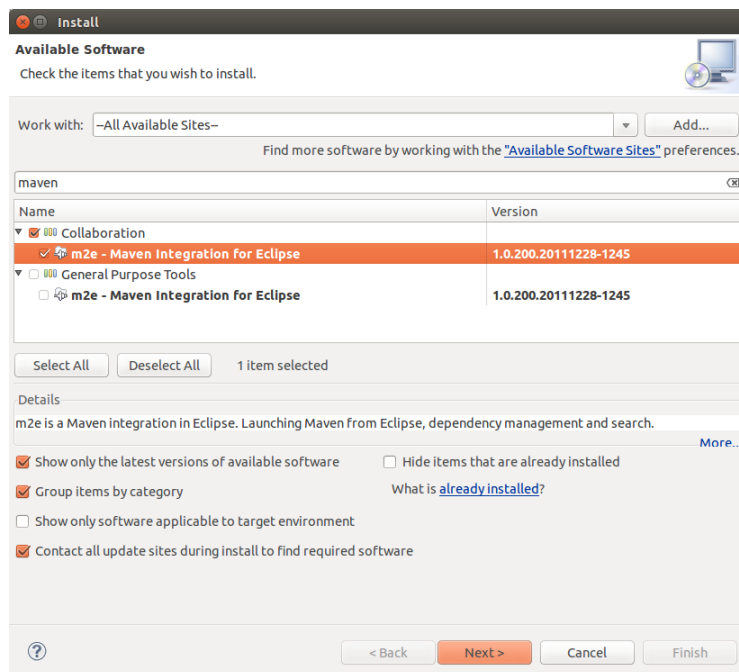 Install
Available Software
Check the items that you wish to install.
Work with: --All Available Sites-- Add...
Find more software by working with the "Available Software Sites" preferences.
maven
Name Version
Collaboration
m2e - Maven Integration for Eclipse 1.0.200.20111228-1245
General Purpose Tools
m2e - Maven Integration for Eclipse 1.0.200.20111228-1245
Select All Deselect All 1 item selected
Details
m2e is a Maven integration in Eclipse. Launching Maven from Eclipse, dependency management and search.
More..
Show only the latest versions of available software Hide items that are already installed
Group items by category What is already installed?
Show only software applicable to target environment
Contact all update sites during install to find required software
< Back Next > Cancel Finish